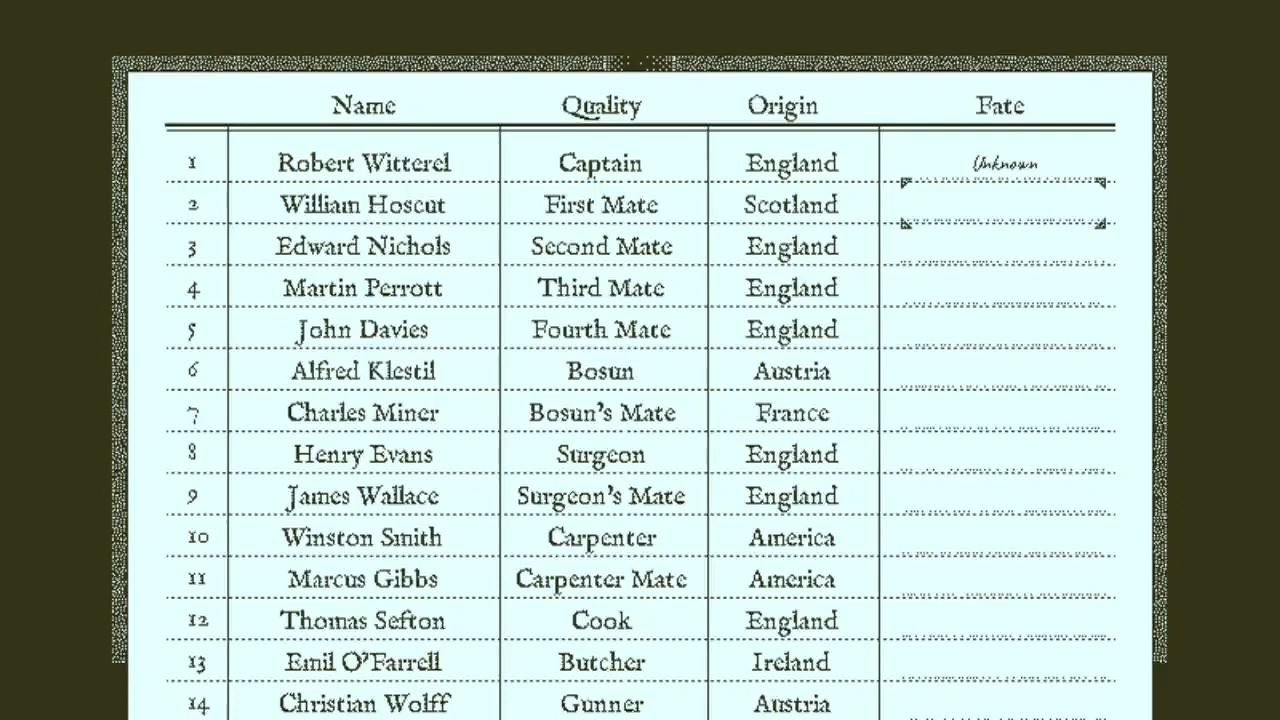 Name Quality Origin Fate
1 Robert Witterel Captain England Unknown
2 William Hoscut First Mate Scotland
3 Edward Nichols Second Mate England
4 Martin Perrott Third Mate England
5 John Davies Fourth Mate England
6 Alfred Klestil Bosun Austria
7 Charles Miner Bosun's Mate France
8 Henry Evans Surgeon England
9 James Wallace Surgeon's Mate England
10 Winston Smith Carpenter America
11 Marcus Gibbs Carpenter Mate America
12 Thomas Sefton Cook England
13 Emil O'Farrell Butcher Ireland
14 Christian Wolff Gunner Austria